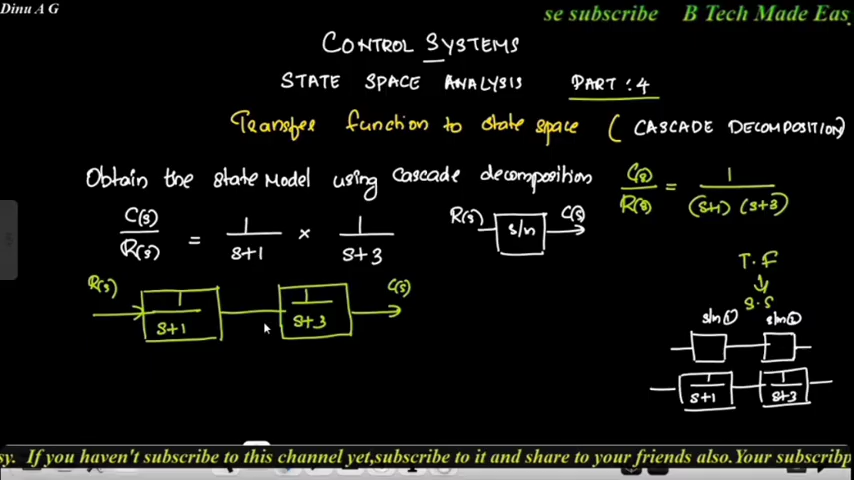 Dinu A G
se subscribe B Tech Made Eas
CONTROL SYSTEMS
STATE SPACE ANALYSIS PART : 4
Transfer function to state space ( CASCADE DECOMPOSITION)
Obtain the state Model using Cascade decomposition C(s)/R(s) = 1/(s+1)(s+3)
C(s)/R(s) = 1/s+1 × 1/s+3
R(s) s/n C(s)
T.F
↓
S.S
R(s) 1/s+1 1/s+3 C(s)
s/n① s/n②
1/s+1 1/s+3
sy. If you haven't subscribe to this channel yet,subscribe to it and share to your friends also.Your subscribp